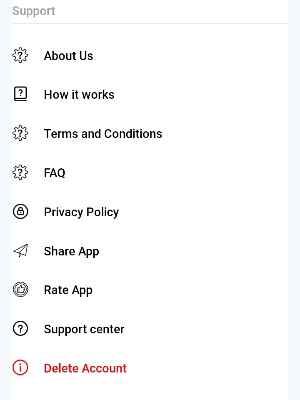 Support
About Us
How it works
Terms and Conditions
FAQ
Privacy Policy
Share App
Rate App
Support center
Delete Account